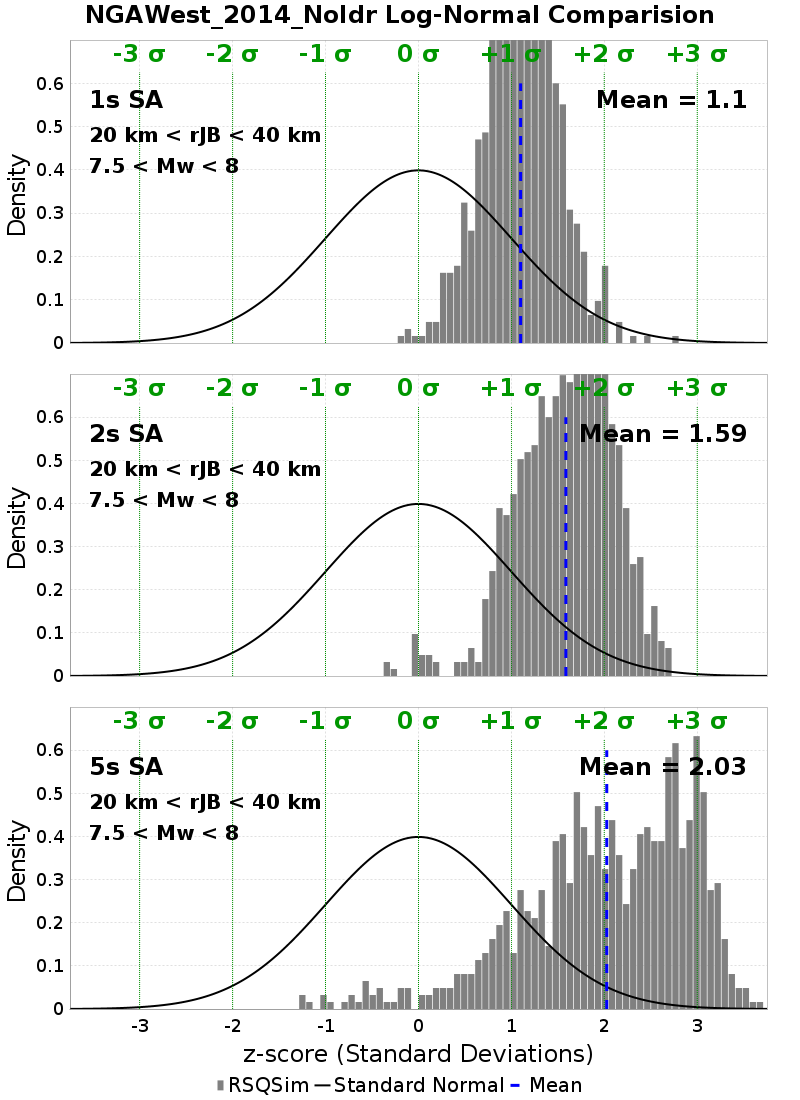 NGAWest_2014_NoIdr Log-Normal Comparision
-3 σ -2 σ -1 σ 0 σ +1 σ +2 σ +3 σ
1s SA Mean = 1.1
20 km < rJB < 40 km
7.5 < Mw < 8
Density
0.6
0.5
0.4
0.3
0.2
0.1
0
-3 σ -2 σ -1 σ 0 σ +1 σ +2 σ +3 σ
2s SA Mean = 1.59
20 km < rJB < 40 km
7.5 < Mw < 8
Density
0.6
0.5
0.4
0.3
0.2
0.1
0
-3 σ -2 σ -1 σ 0 σ +1 σ +2 σ +3 σ
5s SA Mean = 2.03
20 km < rJB < 40 km
7.5 < Mw < 8
Density
0.6
0.5
0.4
0.3
0.2
0.1
0
-3 -2 -1 0 1 2 3
z-score (Standard Deviations)
RSQSim Standard Normal Mean